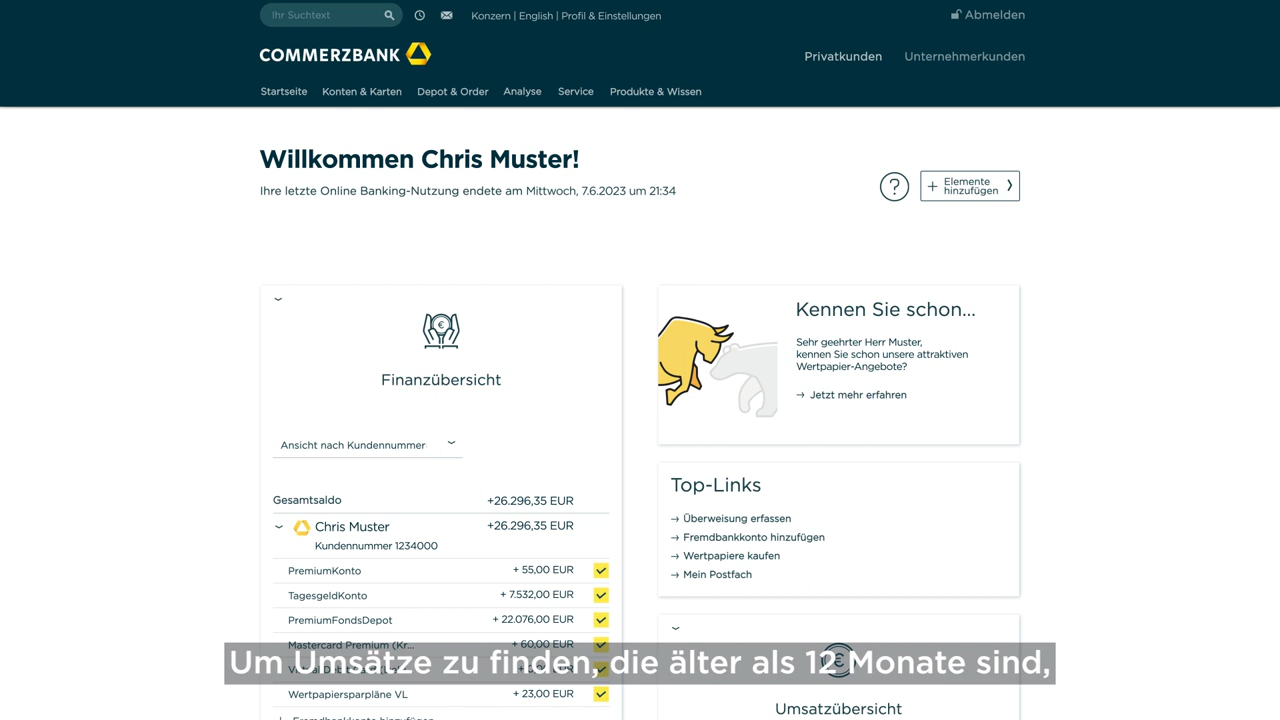 Ihr Suchtext
Konzern | English | Profil & Einstellungen
Abmelden
COMMERZBANK
Privatkunden
Unternehmerkunden
Startseite
Konten & Karten
Depot & Order
Analyse
Service
Produkte & Wissen
Willkommen Chris Muster!
Ihre letzte Online Banking-Nutzung endete am Mittwoch, 7.6.2023 um 21:34
?
+ Elemente
hinzufügen
Finanzübersicht
Ansicht nach Kundennummer
Gesamtsaldo +26.296,35 EUR
Chris Muster +26.296,35 EUR
Kundennummer 1234000
PremiumKonto + 55,00 EUR
TagesgeldKonto + 7.532,00 EUR
PremiumFondsDepot + 22.076,00 EUR
Mastercard Premium (Kr... + 60,00 EUR
Wertpapiersparpläne VL + 23,00 EUR
Kennen Sie schon...
Sehr geehrter Herr Muster,
kennen Sie schon unsere attraktiven
Wertpapier-Angebote?
→ Jetzt mehr erfahren
Top-Links
→ Überweisung erfassen
→ Fremdbankkonto hinzufügen
→ Wertpapiere kaufen
→ Mein Postfach
Umsatzübersicht
Um Umsätze zu finden, die älter als 12 Monate sind,